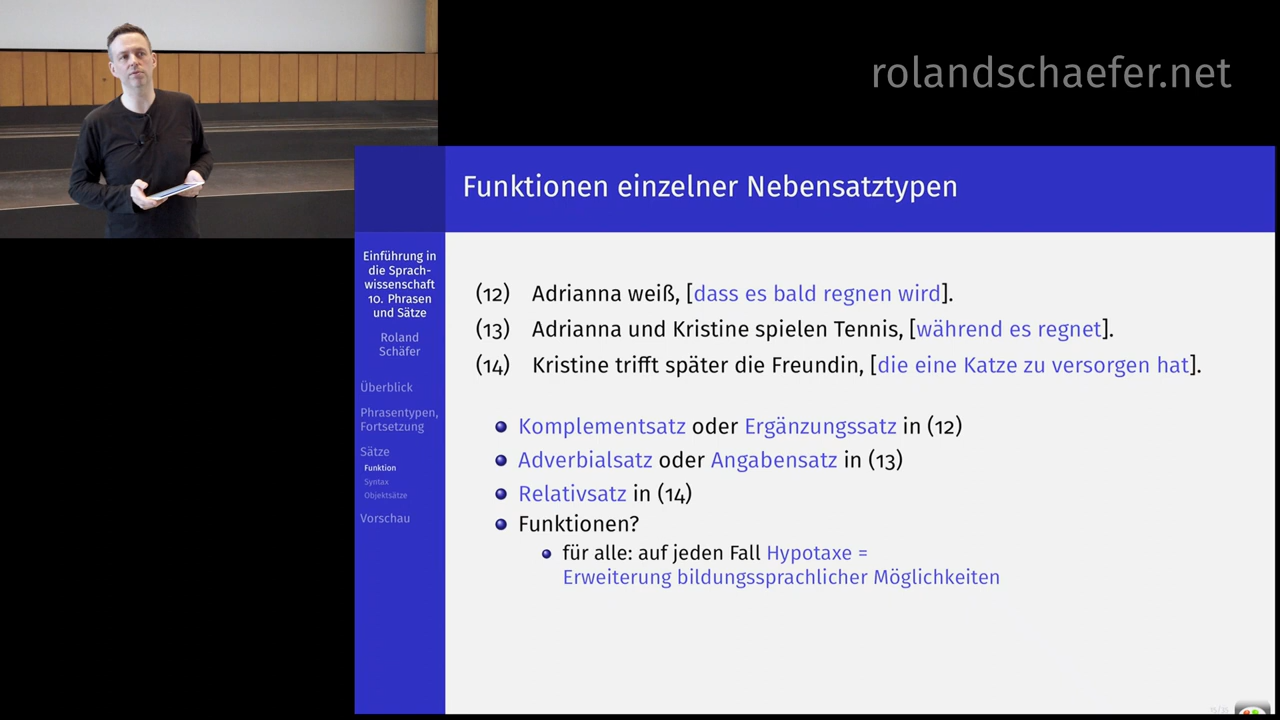 rolandschaefer.net
Funktionen einzelner Nebensatztypen
Einführung in
die Sprach-
wissenschaft
10. Phrasen
und Sätze
Roland
Schäfer
Überblick
Phrasentypen,
Fortsetzung
Sätze
Funktion
Syntax
Objektsätze
Vorschau
(12) Adrianna weiß, [dass es bald regnen wird].
(13) Adrianna und Kristine spielen Tennis, [während es regnet].
(14) Kristine trifft später die Freundin, [die eine Katze zu versorgen hat].
Komplementsatz oder Ergänzungssatz in (12)
Adverbialsatz oder Angabensatz in (13)
Relativsatz in (14)
Funktionen?
für alle: auf jeden Fall Hypotaxe =
Erweiterung bildungssprachlicher Möglichkeiten